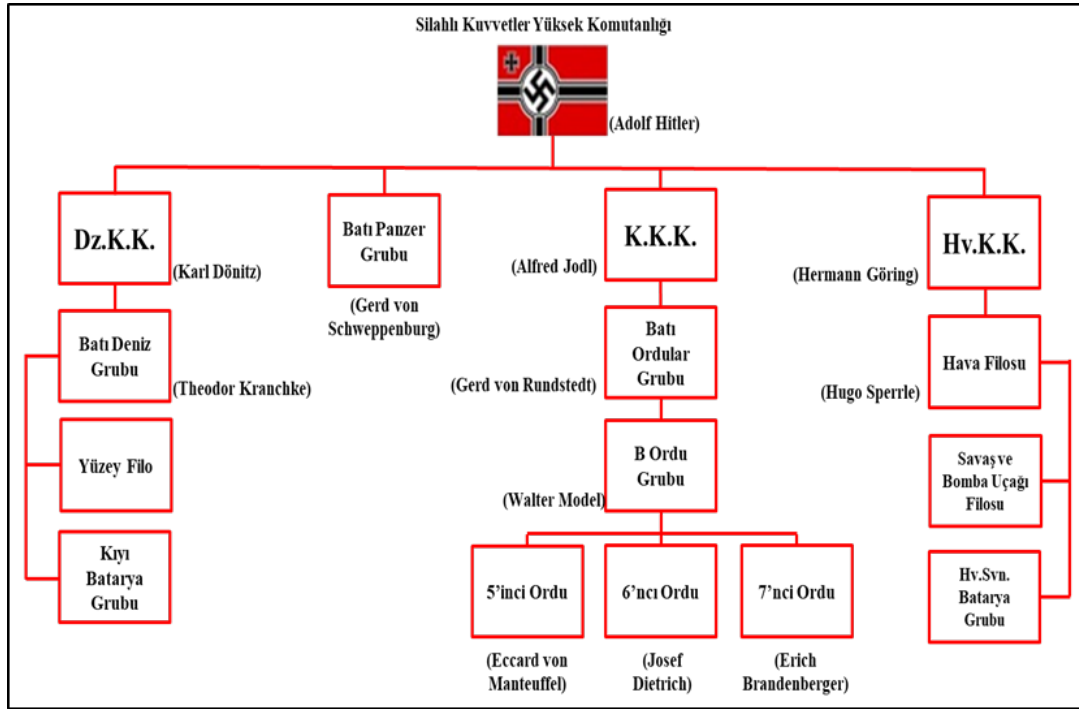 Silahlı Kuvvetler Yüksek Komutanlığı
(Adolf Hitler)
Dz.K.K.
(Karl Dönitz)
Batı Panzer
Grubu
(Gerd von
Schweppenburg)
K.K.K.
(Alfred Jodl)
Hv.K.K.
(Hermann Göring)
Batı Deniz
Grubu
(Theodor Kranchke)
Batı
Ordular
Grubu
(Gerd von Rundstedt)
Hava Filosu
(Hugo Sperrle)
Yüzey Filo
B Ordu
Grubu
(Walter Model)
Savaş ve
Bomba Uçağı
Filosu
Kıyı
Batarya
Grubu
5’inci Ordu
(Eccard von
Manteuffel)
6’ncı Ordu
(Josef
Dietrich)
7’nci Ordu
(Erich
Brandenberger)
Hv.Svn.
Batarya
Grubu